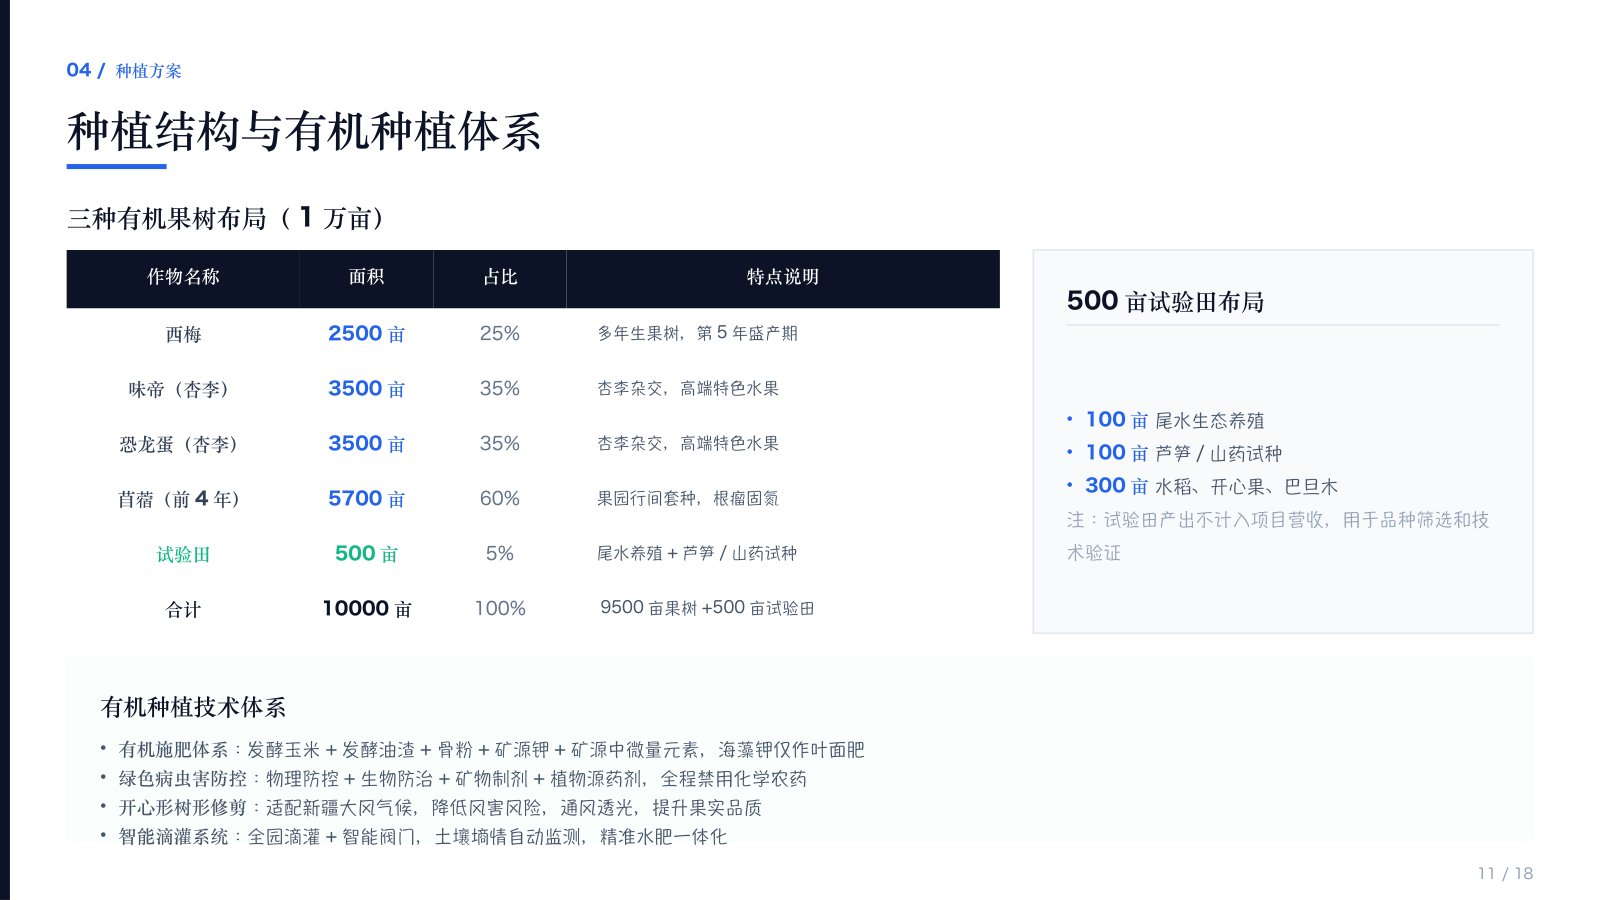 04 / 种植方案
种植结构与有机种植体系
三种有机果树布局（1 万亩）
作物名称 面积 占比 特点说明
西梅 2500 亩 25% 多年生果树，第 5 年盛产期
味帝（杏李） 3500 亩 35% 杏李杂交，高端特色水果
恐龙蛋（杏李） 3500 亩 35% 杏李杂交，高端特色水果
苜蓿（前 4 年） 5700 亩 60% 果园行间套种，根瘤固氮
试验田 500 亩 5% 尾水养殖 + 芦笋 / 山药试种
合计 10000 亩 100% 9500 亩果树 +500 亩试验田
500 亩试验田布局
• 100 亩 尾水生态养殖
• 100 亩 芦笋 / 山药试种
• 300 亩 水稻、开心果、巴旦木
注：试验田产出不计入项目营收，用于品种筛选和技
术验证
有机种植技术体系
• 有机施肥体系：发酵玉米 + 发酵油渣 + 骨粉 + 矿源钾 + 矿源中微量元素，海藻钾仅作叶面肥
• 绿色病虫害防控：物理防控 + 生物防治 + 矿物制剂 + 植物源药剂，全程禁用化学农药
• 开心形树形修剪：适配新疆大风气候，降低风害风险，通风透光，提升果实品质
• 智能滴灌系统：全园滴灌 + 智能阀门，土壤墒情自动监测，精准水肥一体化
11 / 18